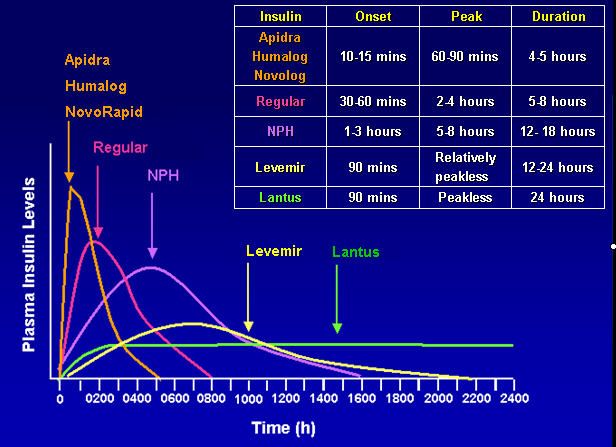 Insulin Onset Peak Duration
Apidra
Humalog 10-15 mins 60-90 mins 4-5 hours
Novolog
Regular 30-60 mins 2-4 hours 5-8 hours
NPH 1-3 hours 5-8 hours 12- 18 hours
Levemir 90 mins Relatively peakless 12-24 hours
Lantus 90 mins Peakless 24 hours
Apidra
Humalog
NovoRapid
Regular
NPH
Levemir
Lantus
Plasma Insulin Levels
0 0200 0400 0600 0800 1000 1200 1400 1600 1800 2000 2200 2400
Time (h)